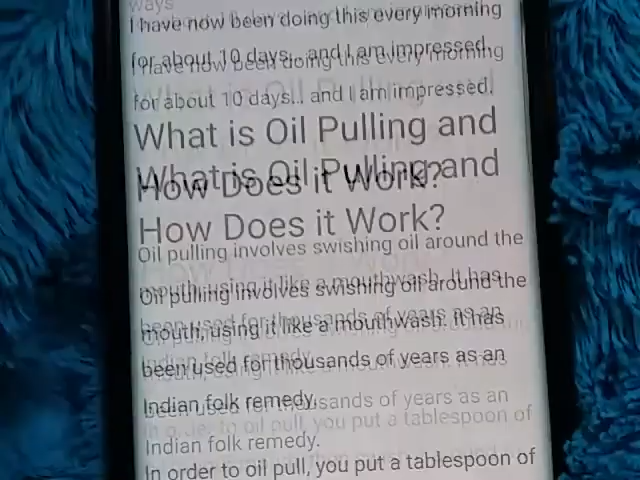 ways
I have now been doing this every morning
for about 10 days... and I am impressed.
What is Oil Pulling and
How Does it Work?
Oil pulling involves swishing oil around the
mouth, using it like a mouthwash. It has
been used for thousands of years as an
Indian folk remedy.
In order to oil pull, you put a tablespoon of